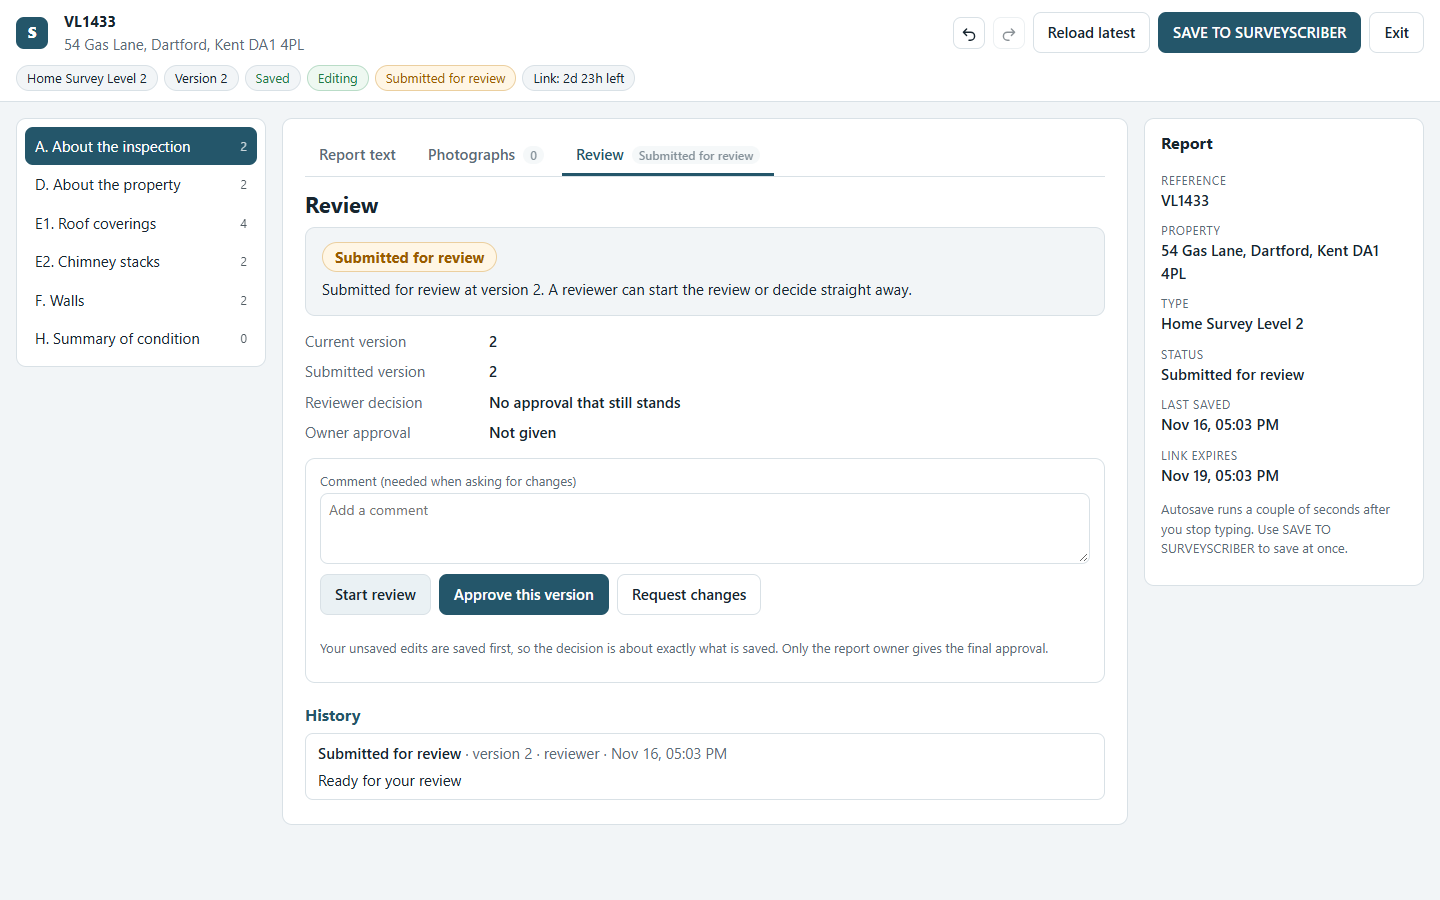 S
VL1433
54 Gas Lane, Dartford, Kent DA1 4PL
Reload latest
SAVE TO SURVEYSCRIBER
Exit
Home Survey Level 2
Version 2
Saved
Editing
Submitted for review
Link: 2d 23h left
A. About the inspection 2
D. About the property 2
E1. Roof coverings 4
E2. Chimney stacks 2
F. Walls 2
H. Summary of condition 0
Report text
Photographs 0
Review Submitted for review
Review
Submitted for review
Submitted for review at version 2. A reviewer can start the review or decide straight away.
Current version 2
Submitted version 2
Reviewer decision No approval that still stands
Owner approval Not given
Comment (needed when asking for changes)
Add a comment
Start review
Approve this version
Request changes
Your unsaved edits are saved first, so the decision is about exactly what is saved. Only the report owner gives the final approval.
History
Submitted for review · version 2 · reviewer · Nov 16, 05:03 PM
Ready for your review
Report
REFERENCE
VL1433
PROPERTY
54 Gas Lane, Dartford, Kent DA1
4PL
TYPE
Home Survey Level 2
STATUS
Submitted for review
LAST SAVED
Nov 16, 05:03 PM
LINK EXPIRES
Nov 19, 05:03 PM
Autosave runs a couple of seconds after
you stop typing. Use SAVE TO
SURVEYSCRIBER to save at once.